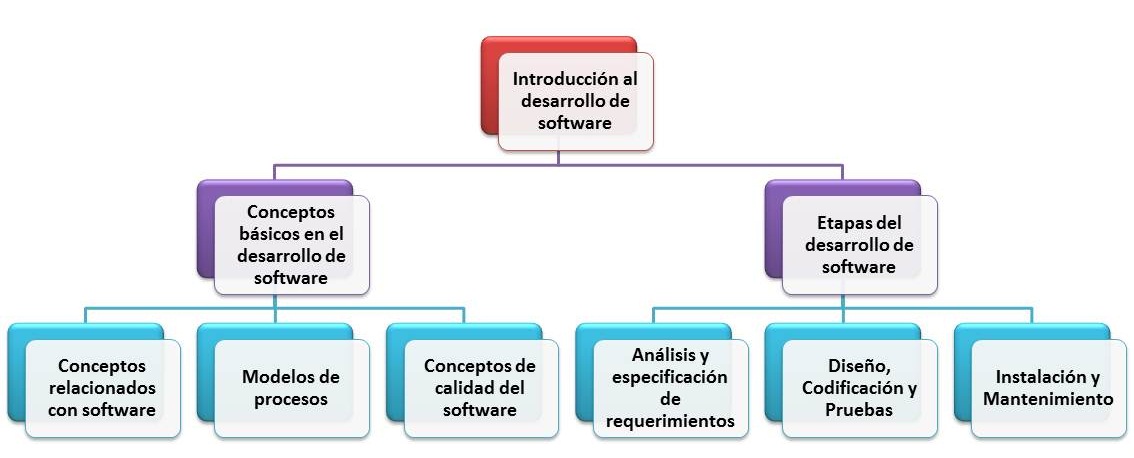 Introducción al
desarrollo de
software
Conceptos
básicos en el
desarrollo de
software
Etapas del
desarrollo de
software
Conceptos
relacionados
con software
Modelos de
procesos
Conceptos de
calidad del
software
Análisis y
especificación
de
requerimientos
Diseño,
Codificación y
Pruebas
Instalación y
Mantenimiento